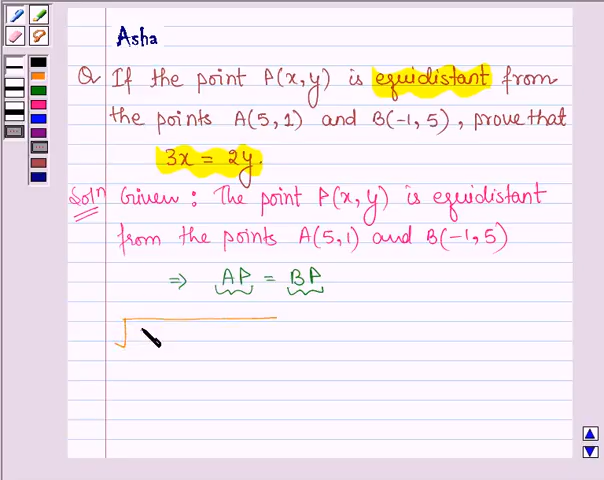 Asha
Q If the point P(x, y) is equidistant from
the points A(5, 1) and B(-1, 5), prove that
3x = 2y.
Soln Given : The point P(x, y) is equidistant
from the points A(5, 1) and B(-1, 5)
⇒ AP = BP
√